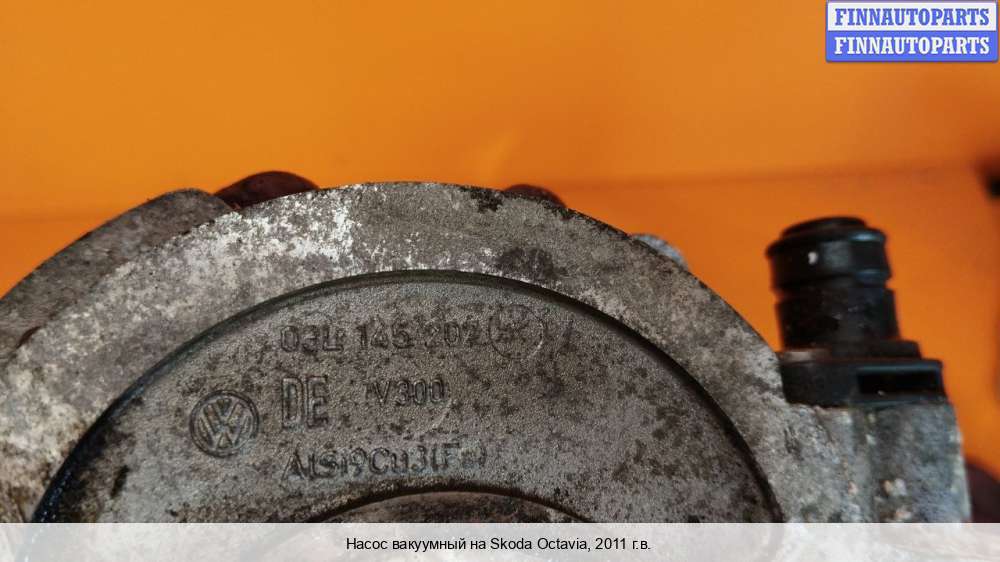 FINNAUTOPARTS
FINNAUTOPARTS
03L 145 202
DE V300
AlSi9Cu3(Fe)
Насос вакуумный на Skoda Octavia, 2011 г.в.